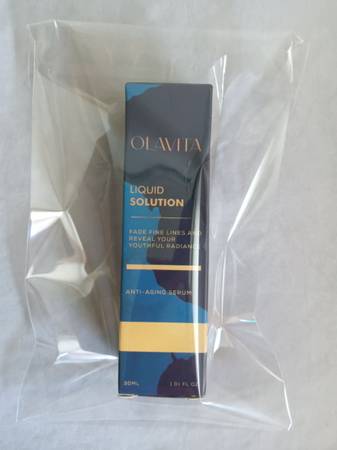 OLAVITA
LIQUID
SOLUTION
FADE FINE LINES AND
REVEAL YOUR
YOUTHFUL RADIANCE
ANTI-AGING SERUM
30ML 1.01 FL OZ